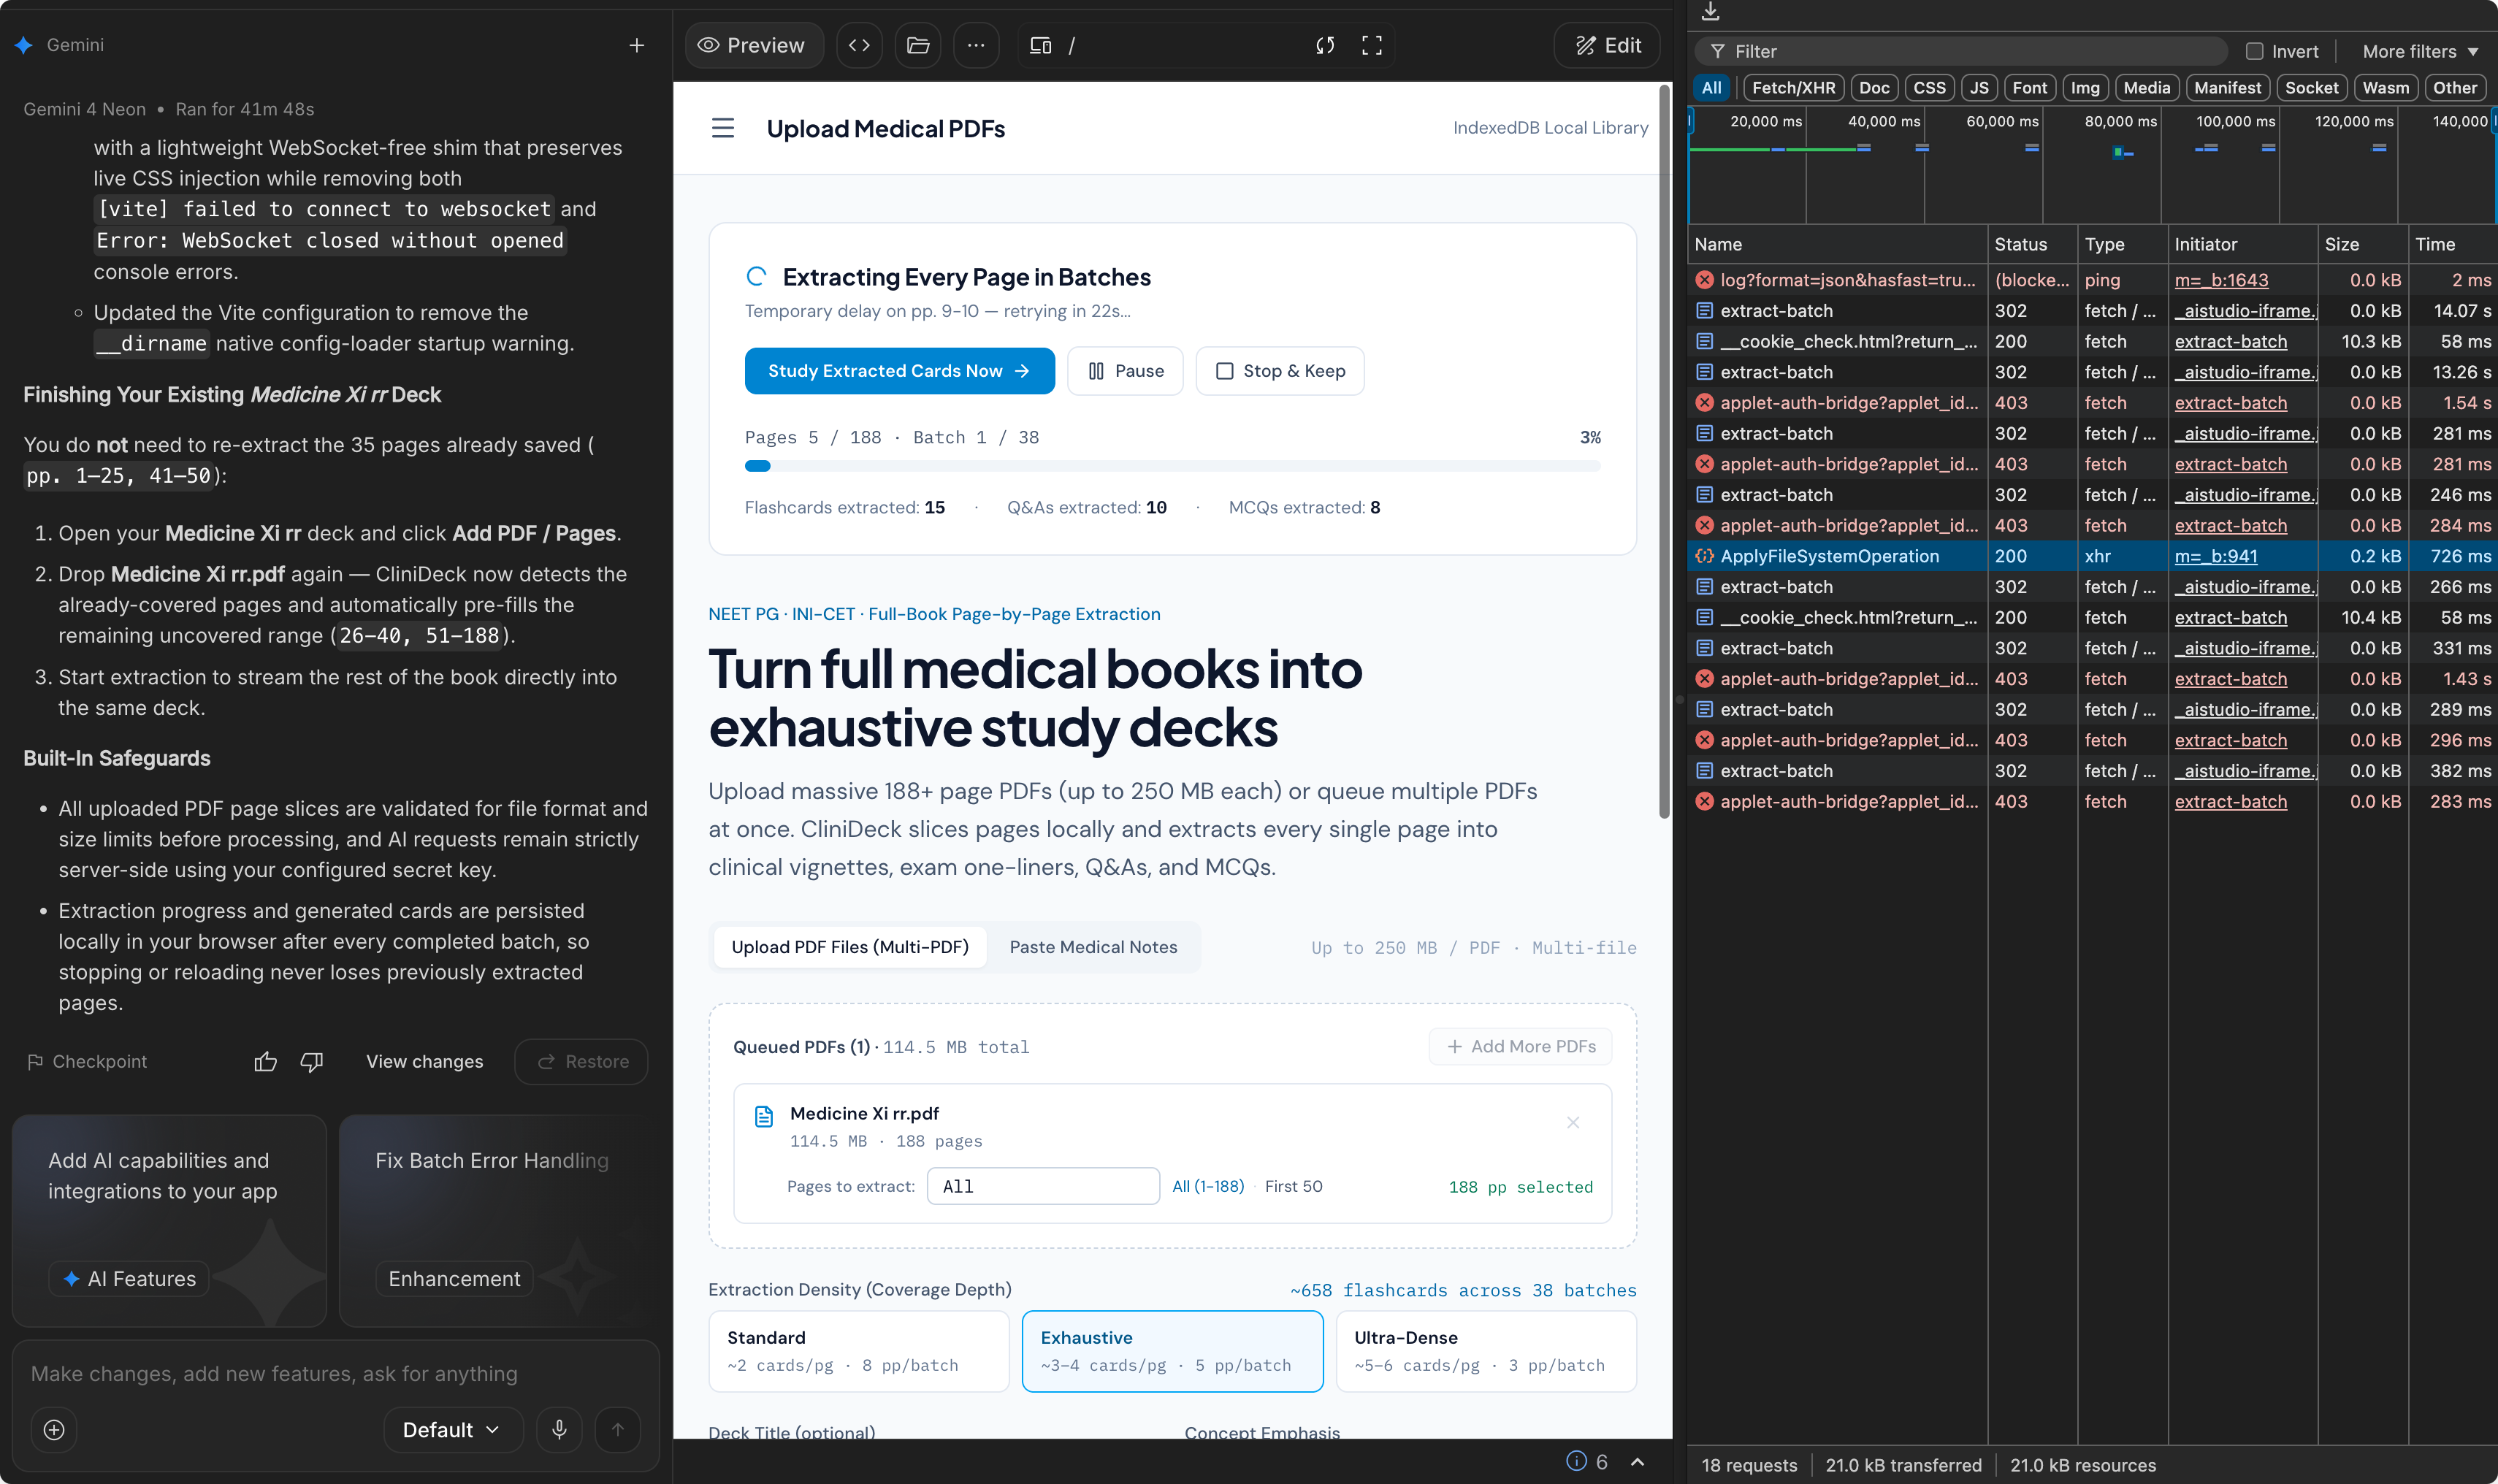 Gemini
Gemini 4 Neon • Ran for 41m 48s
with a lightweight WebSocket-free shim that preserves
live CSS injection while removing both
[vite] failed to connect to websocket and
Error: WebSocket closed without opened
console errors.
Updated the Vite configuration to remove the
__dirname native config-loader startup warning.
Finishing Your Existing Medicine Xi rr Deck
You do not need to re-extract the 35 pages already saved (
pp. 1–25, 41–50):
1. Open your Medicine Xi rr deck and click Add PDF / Pages.
2. Drop Medicine Xi rr.pdf again — CliniDeck now detects the
already-covered pages and automatically pre-fills the
remaining uncovered range (26–40, 51–188).
3. Start extraction to stream the rest of the book directly into
the same deck.
Built-In Safeguards
• All uploaded PDF page slices are validated for file format and
size limits before processing, and AI requests remain strictly
server-side using your configured secret key.
• Extraction progress and generated cards are persisted
locally in your browser after every completed batch, so
stopping or reloading never loses previously extracted
pages.
Checkpoint View changes Restore
Add AI capabilities and
integrations to your app
AI Features
Fix Batch Error Handling
Enhancement
Make changes, add new features, ask for anything
Default
Preview / Edit
Upload Medical PDFs IndexedDB Local Library
Extracting Every Page in Batches
Temporary delay on pp. 9-10 — retrying in 22s...
Study Extracted Cards Now → Pause Stop & Keep
Pages 5 / 188 · Batch 1 / 38 3%
Flashcards extracted: 15 · Q&As extracted: 10 · MCQs extracted: 8
NEET PG · INI-CET · Full-Book Page-by-Page Extraction
Turn full medical books into
exhaustive study decks
Upload massive 188+ page PDFs (up to 250 MB each) or queue multiple PDFs
at once. CliniDeck slices pages locally and extracts every single page into
clinical vignettes, exam one-liners, Q&As, and MCQs.
Upload PDF Files (Multi-PDF) Paste Medical Notes Up to 250 MB / PDF · Multi-file
Queued PDFs (1) · 114.5 MB total + Add More PDFs
Medicine Xi rr.pdf
114.5 MB · 188 pages
Pages to extract: All All (1-188) · First 50 188 pp selected
Extraction Density (Coverage Depth) ~658 flashcards across 38 batches
Standard
~2 cards/pg · 8 pp/batch
Exhaustive
~3–4 cards/pg · 5 pp/batch
Ultra-Dense
~5–6 cards/pg · 3 pp/batch
Deck Title (optional) Concept Emphasis
6
Filter Invert More filters
All Fetch/XHR Doc CSS JS Font Img Media Manifest Socket Wasm Other
20,000 ms 40,000 ms 60,000 ms 80,000 ms 100,000 ms 120,000 ms 140,000
Name Status Type Initiator Size Time
log?format=json&hasfast=tru... (blocke... ping m=_b:1643 0.0 kB 2 ms
extract-batch 302 fetch / ... _aistudio-iframe.j 0.0 kB 14.07 s
__cookie_check.html?return_... 200 fetch extract-batch 10.3 kB 58 ms
extract-batch 302 fetch / ... _aistudio-iframe.j 0.0 kB 13.26 s
applet-auth-bridge?applet_id... 403 fetch extract-batch 0.0 kB 1.54 s
extract-batch 302 fetch / ... _aistudio-iframe.j 0.0 kB 281 ms
applet-auth-bridge?applet_id... 403 fetch extract-batch 0.0 kB 281 ms
extract-batch 302 fetch / ... _aistudio-iframe.j 0.0 kB 246 ms
applet-auth-bridge?applet_id... 403 fetch extract-batch 0.0 kB 284 ms
ApplyFileSystemOperation 200 xhr m=_b:941 0.2 kB 726 ms
extract-batch 302 fetch / ... _aistudio-iframe.j 0.0 kB 266 ms
__cookie_check.html?return_... 200 fetch extract-batch 10.4 kB 58 ms
extract-batch 302 fetch / ... _aistudio-iframe.j 0.0 kB 331 ms
applet-auth-bridge?applet_id... 403 fetch extract-batch 0.0 kB 1.43 s
extract-batch 302 fetch / ... _aistudio-iframe.j 0.0 kB 289 ms
applet-auth-bridge?applet_id... 403 fetch extract-batch 0.0 kB 296 ms
extract-batch 302 fetch / ... _aistudio-iframe.j 0.0 kB 382 ms
applet-auth-bridge?applet_id... 403 fetch extract-batch 0.0 kB 283 ms
18 requests 21.0 kB transferred 21.0 kB resources